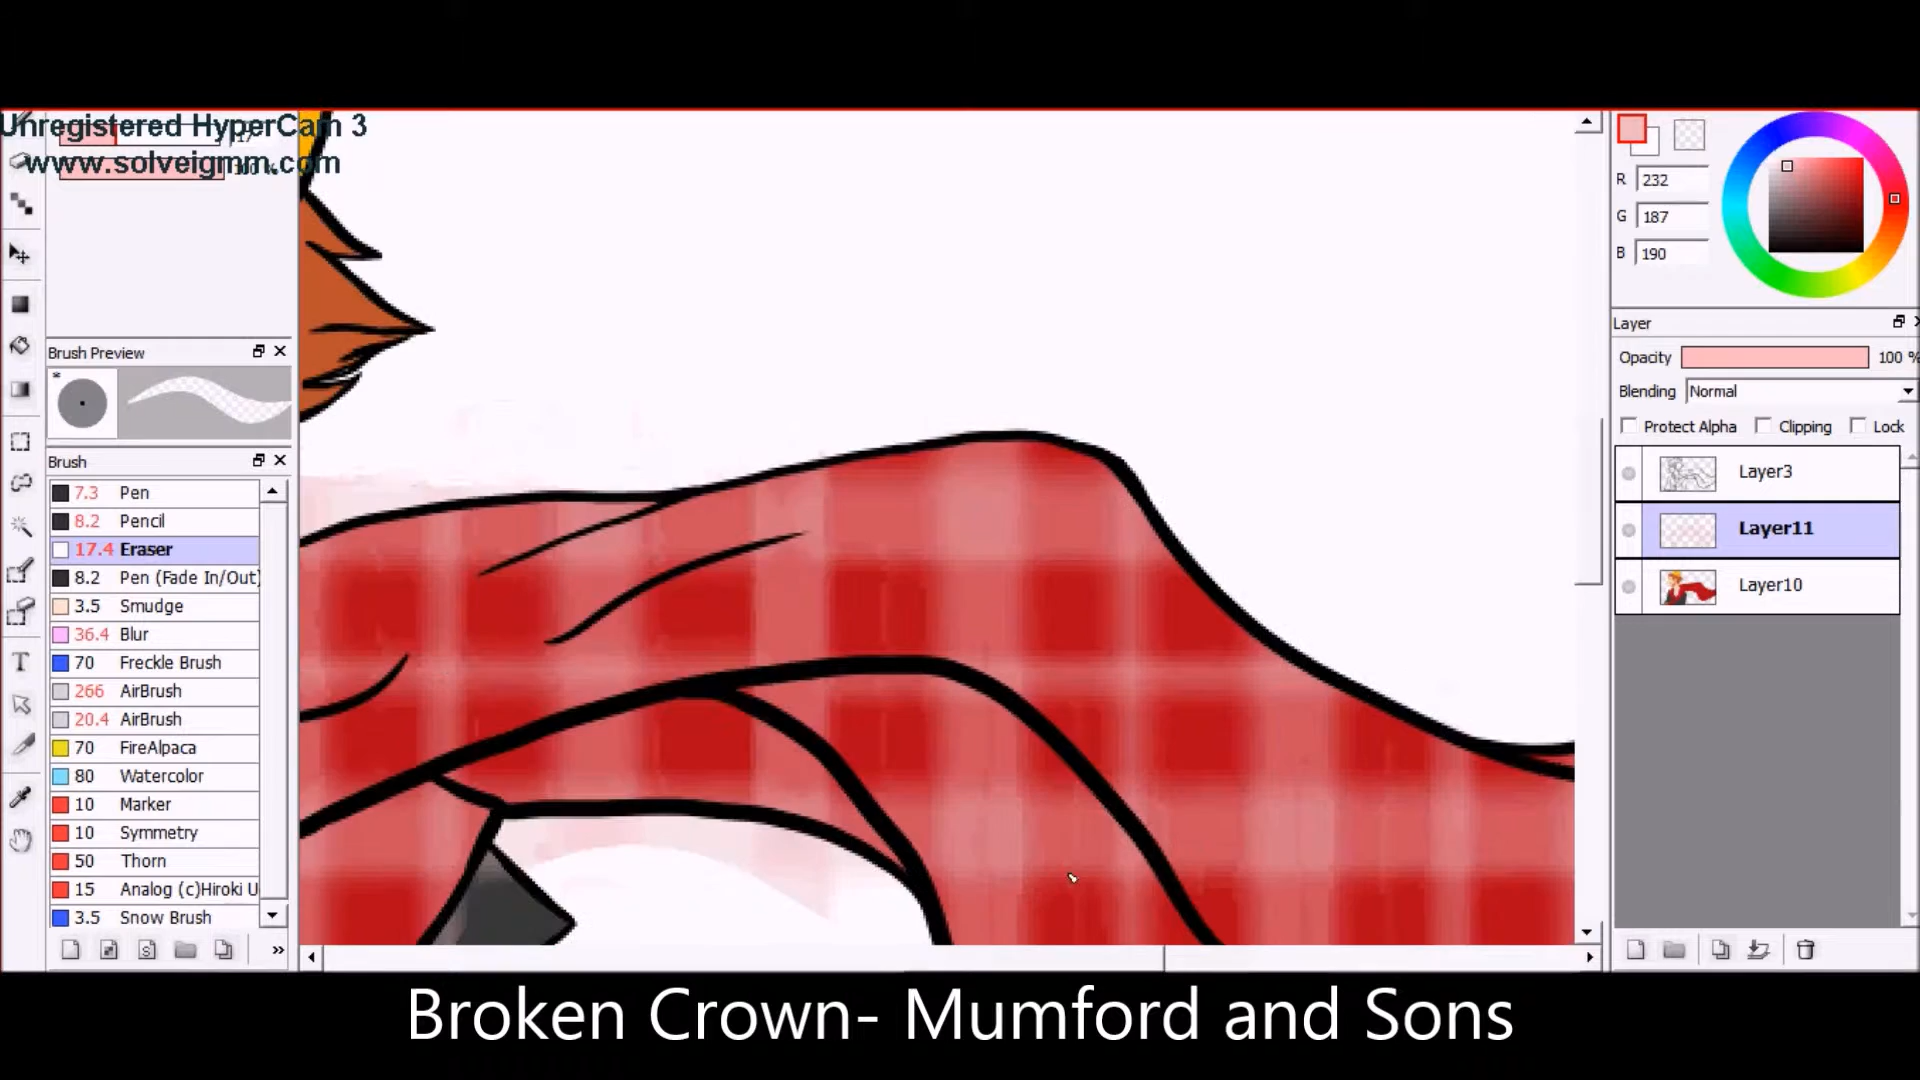 Unregistered HyperCam 3
www.solveigmm.com
Brush Preview
Brush
7.3 Pen
8.2 Pencil
17.4 Eraser
8.2 Pen (Fade In/Out)
3.5 Smudge
36.4 Blur
70 Freckle Brush
266 AirBrush
20.4 AirBrush
70 FireAlpaca
80 Watercolor
10 Marker
10 Symmetry
50 Thorn
15 Analog (c)Hiroki U
3.5 Snow Brush
R 232
G 187
B 190
Layer
Opacity 100 %
Blending Normal
Protect Alpha Clipping Lock
Layer3
Layer11
Layer10
Broken Crown- Mumford and Sons